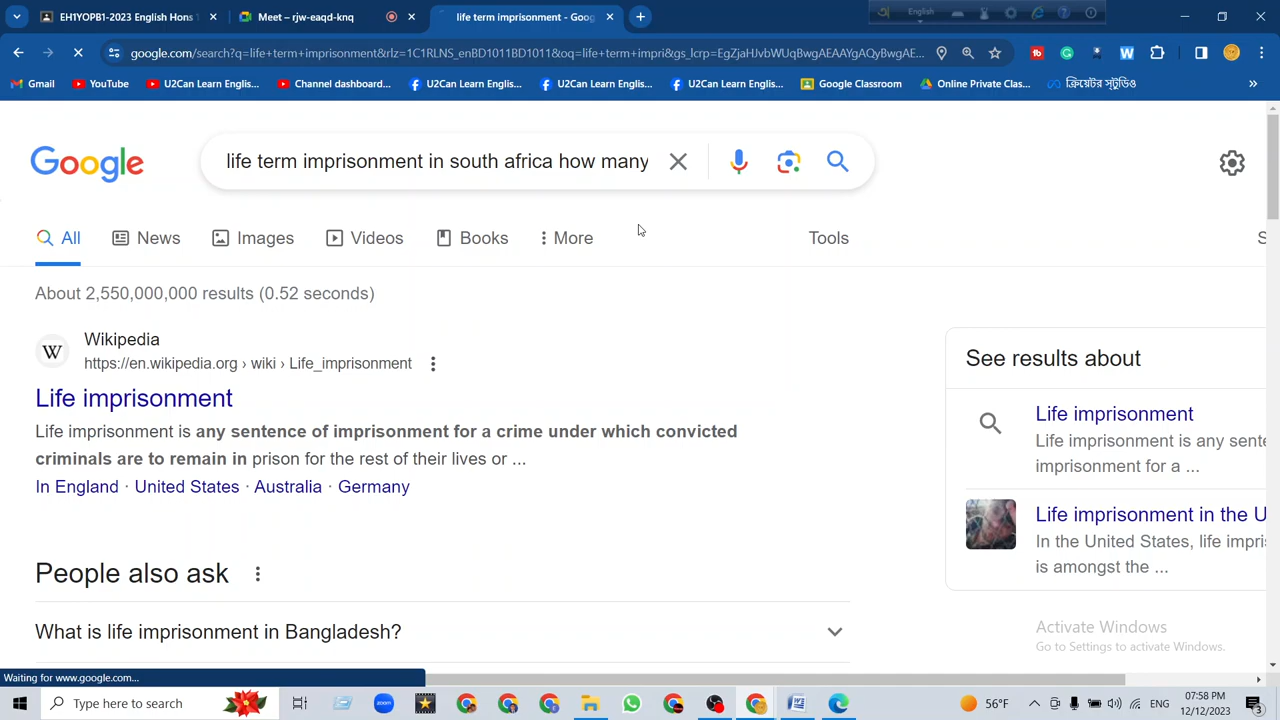 EH1YOPB1-2023 English Hons
Meet – rjw-eaqd-knq
life term imprisonment - Goog
English
google.com/search?q=life+term+imprisonment&rlz=1C1RLNS_enBD1011BD1011&oq=life+term+impri&gs_lcrp=EgZjaHJvbWUqBwgAEAAYgAQyBwgAE...
Gmail
YouTube
U2Can Learn Englis...
Channel dashboard...
U2Can Learn Englis...
U2Can Learn Englis...
U2Can Learn Englis...
Google Classroom
Online Private Clas...
ক্রিয়েটর স্টুডিও
Google
life term imprisonment in south africa how many
All
News
Images
Videos
Books
More
Tools
S
About 2,550,000,000 results (0.52 seconds)
Wikipedia
https://en.wikipedia.org › wiki › Life_imprisonment
Life imprisonment
Life imprisonment is any sentence of imprisonment for a crime under which convicted
criminals are to remain in prison for the rest of their lives or ...
In England · United States · Australia · Germany
People also ask
What is life imprisonment in Bangladesh?
See results about
Life imprisonment
Life imprisonment is any sente
imprisonment for a ...
Life imprisonment in the U
In the United States, life impri
is amongst the ...
Activate Windows
Go to Settings to activate Windows.
Waiting for www.google.com...
Type here to search
zoom
56°F
ENG
07:58 PM
12/12/2023
3